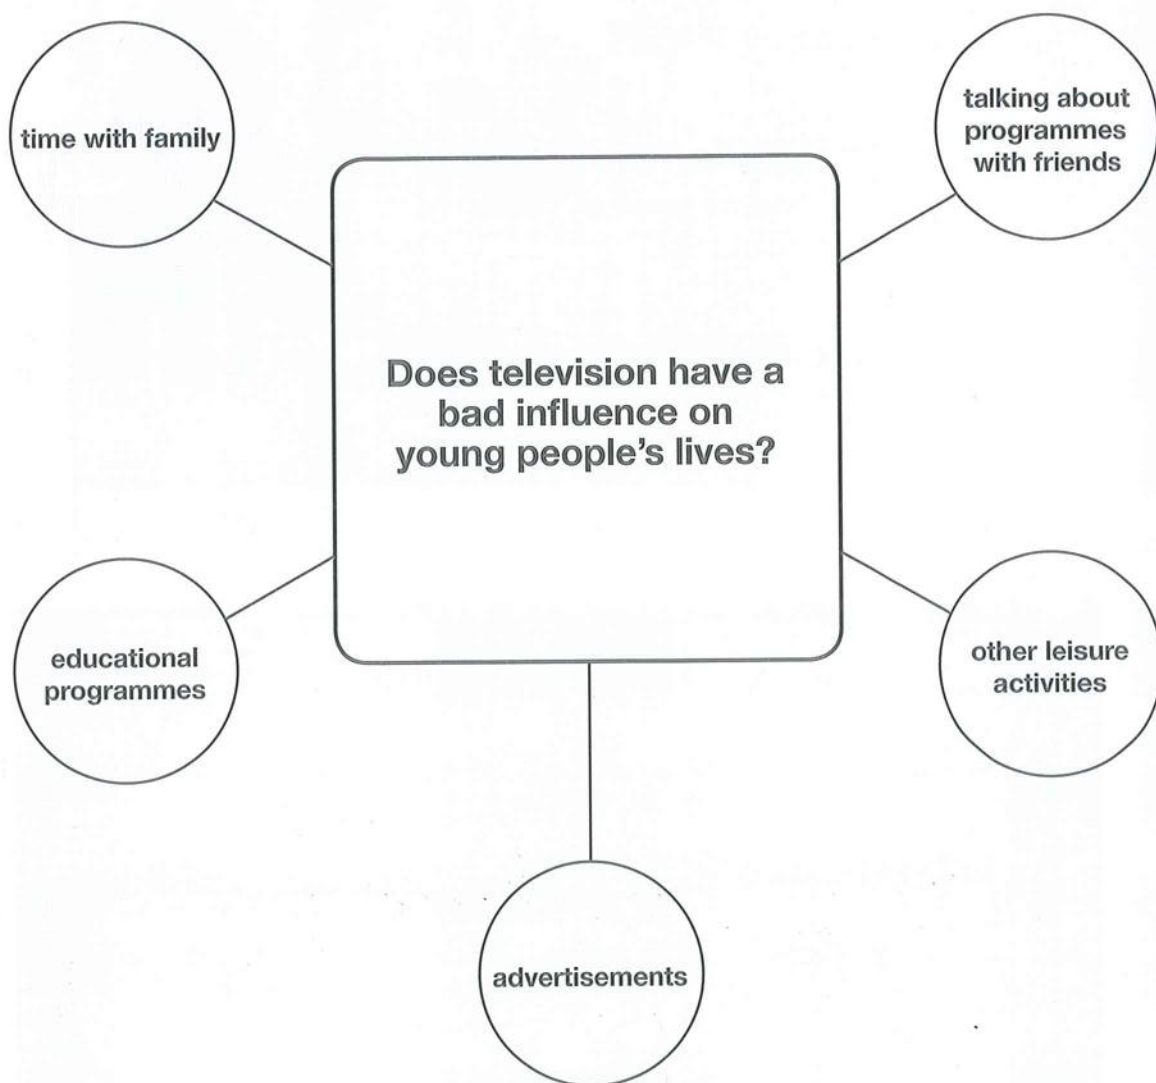 time with family
talking about
programmes
with friends
Does television have a
bad influence on
young people's lives?
educational
programmes
other leisure
activities
advertisements